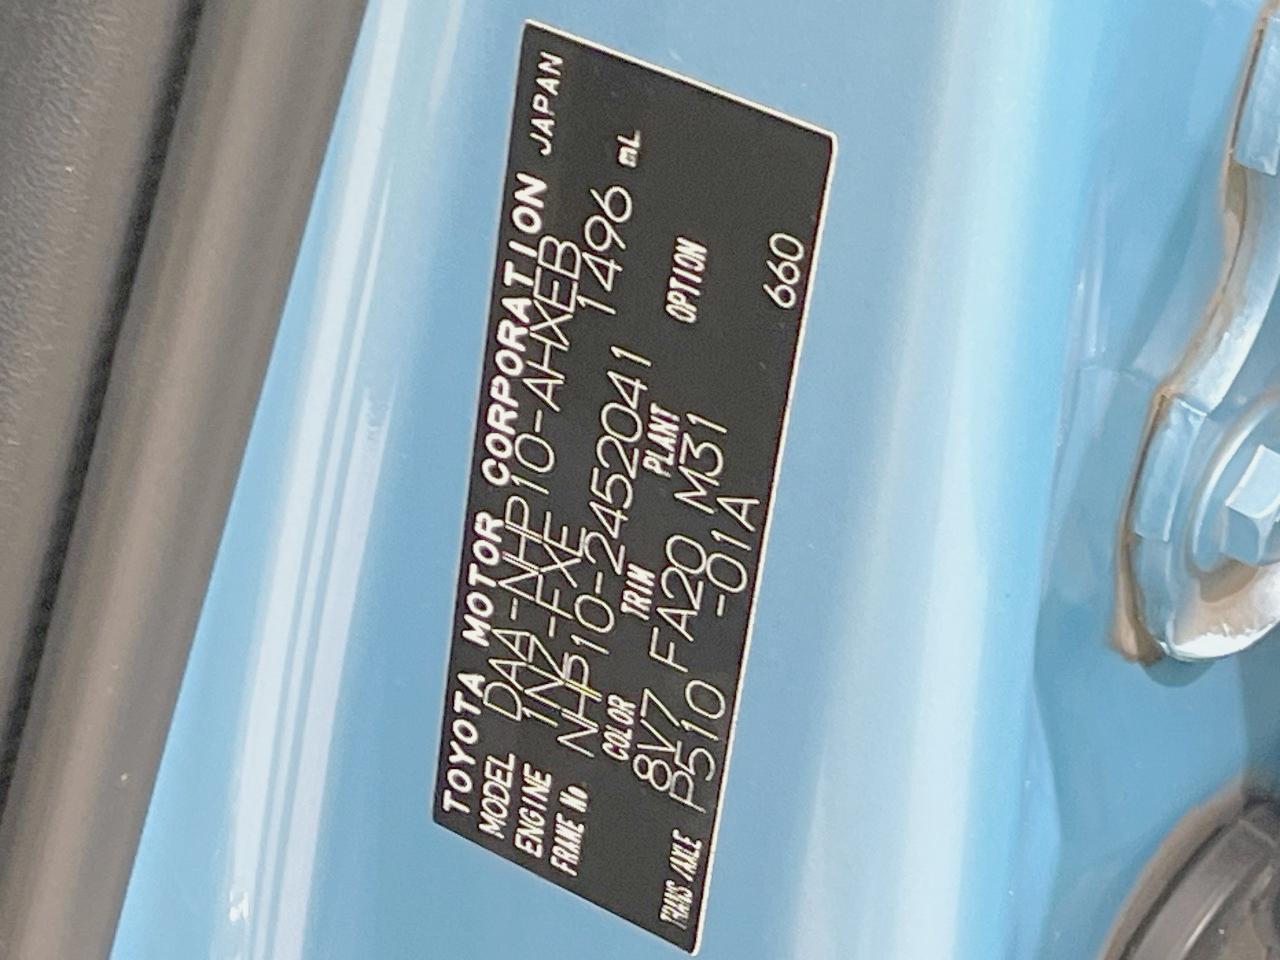 TOYOTA MOTOR CORPORATION JAPAN
MODEL DAA-NHP10-AHXEB
ENGINE 1NZ-FXE 1496 mL
FRAME No. NHP10-2452041
COLOR TRIM PLANT OPTION
8V7 FA20 M31
TRANS/AXLE P510 -01A 660